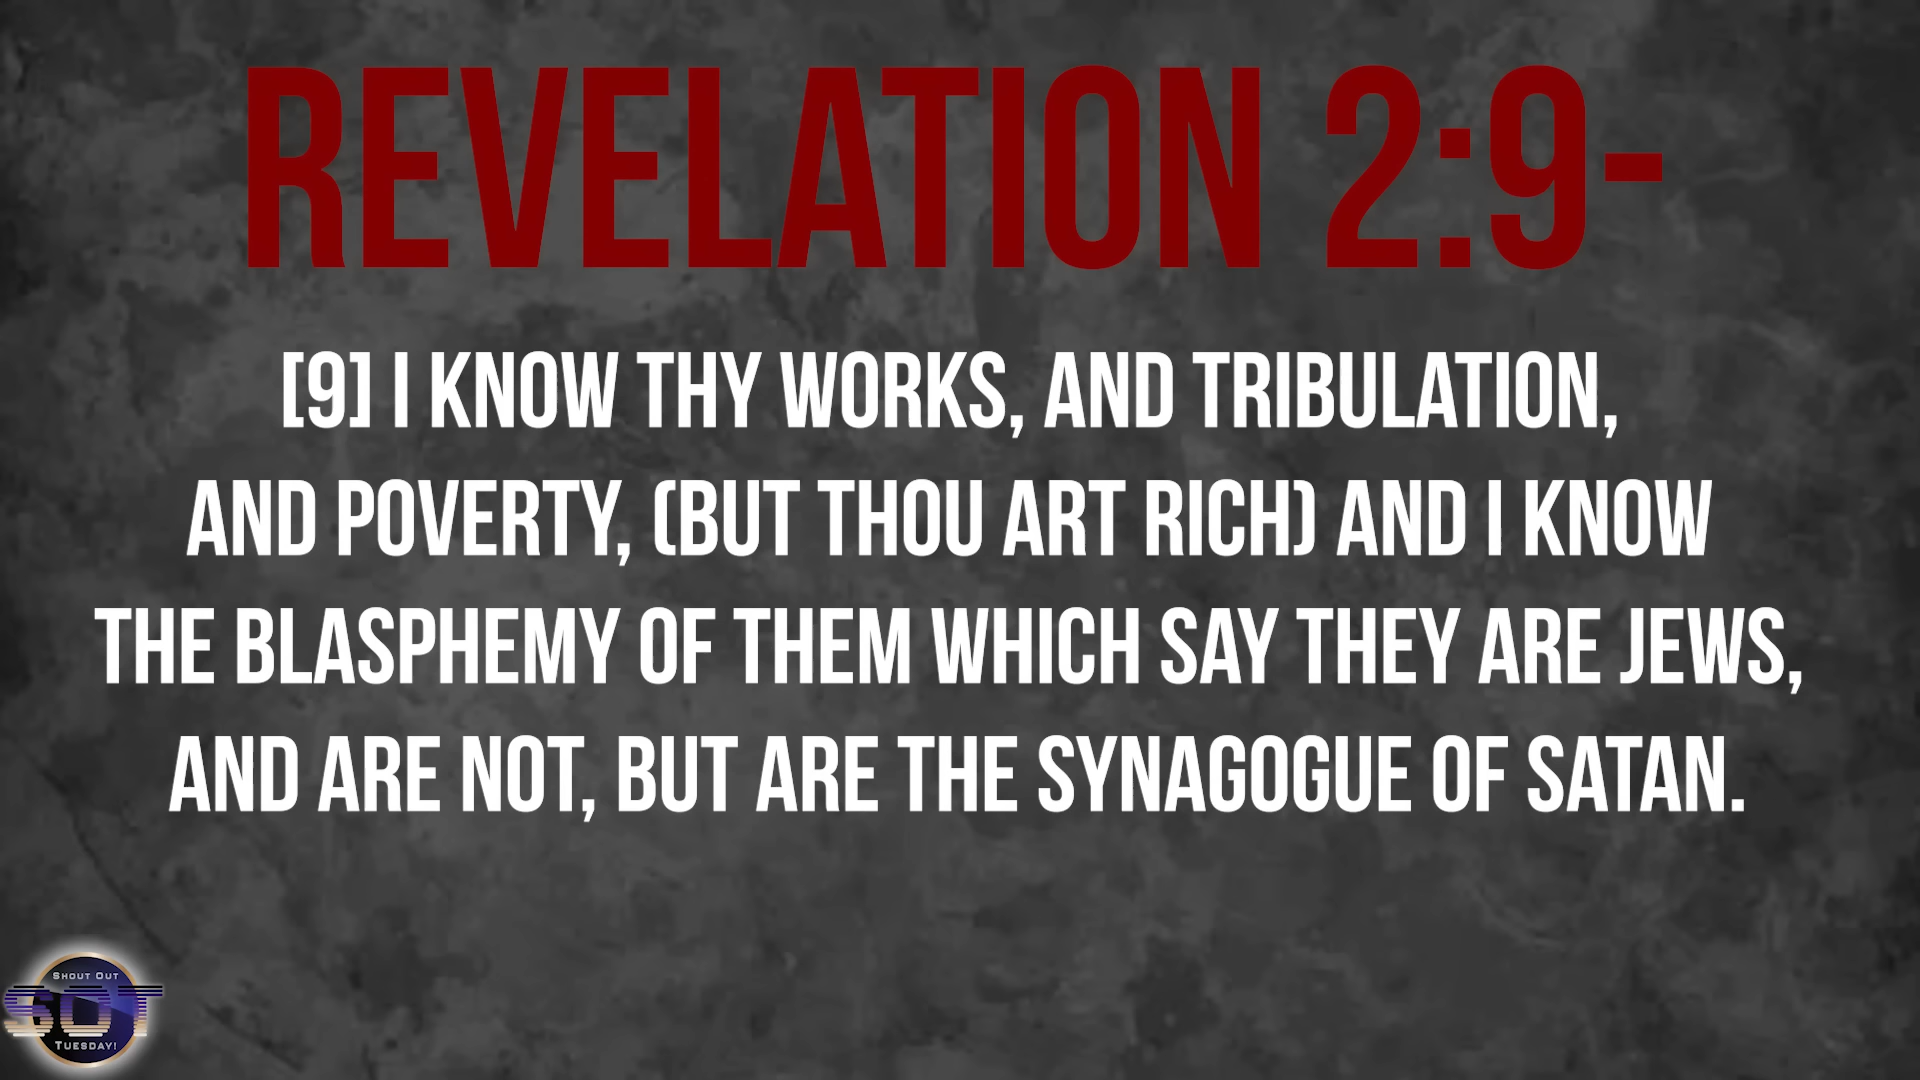 REVELATION 2:9-
[9] I KNOW THY WORKS, AND TRIBULATION,
AND POVERTY, (BUT THOU ART RICH) AND I KNOW
THE BLASPHEMY OF THEM WHICH SAY THEY ARE JEWS,
AND ARE NOT, BUT ARE THE SYNAGOGUE OF SATAN.
SHOUT OUT
SOT
TUESDAY!